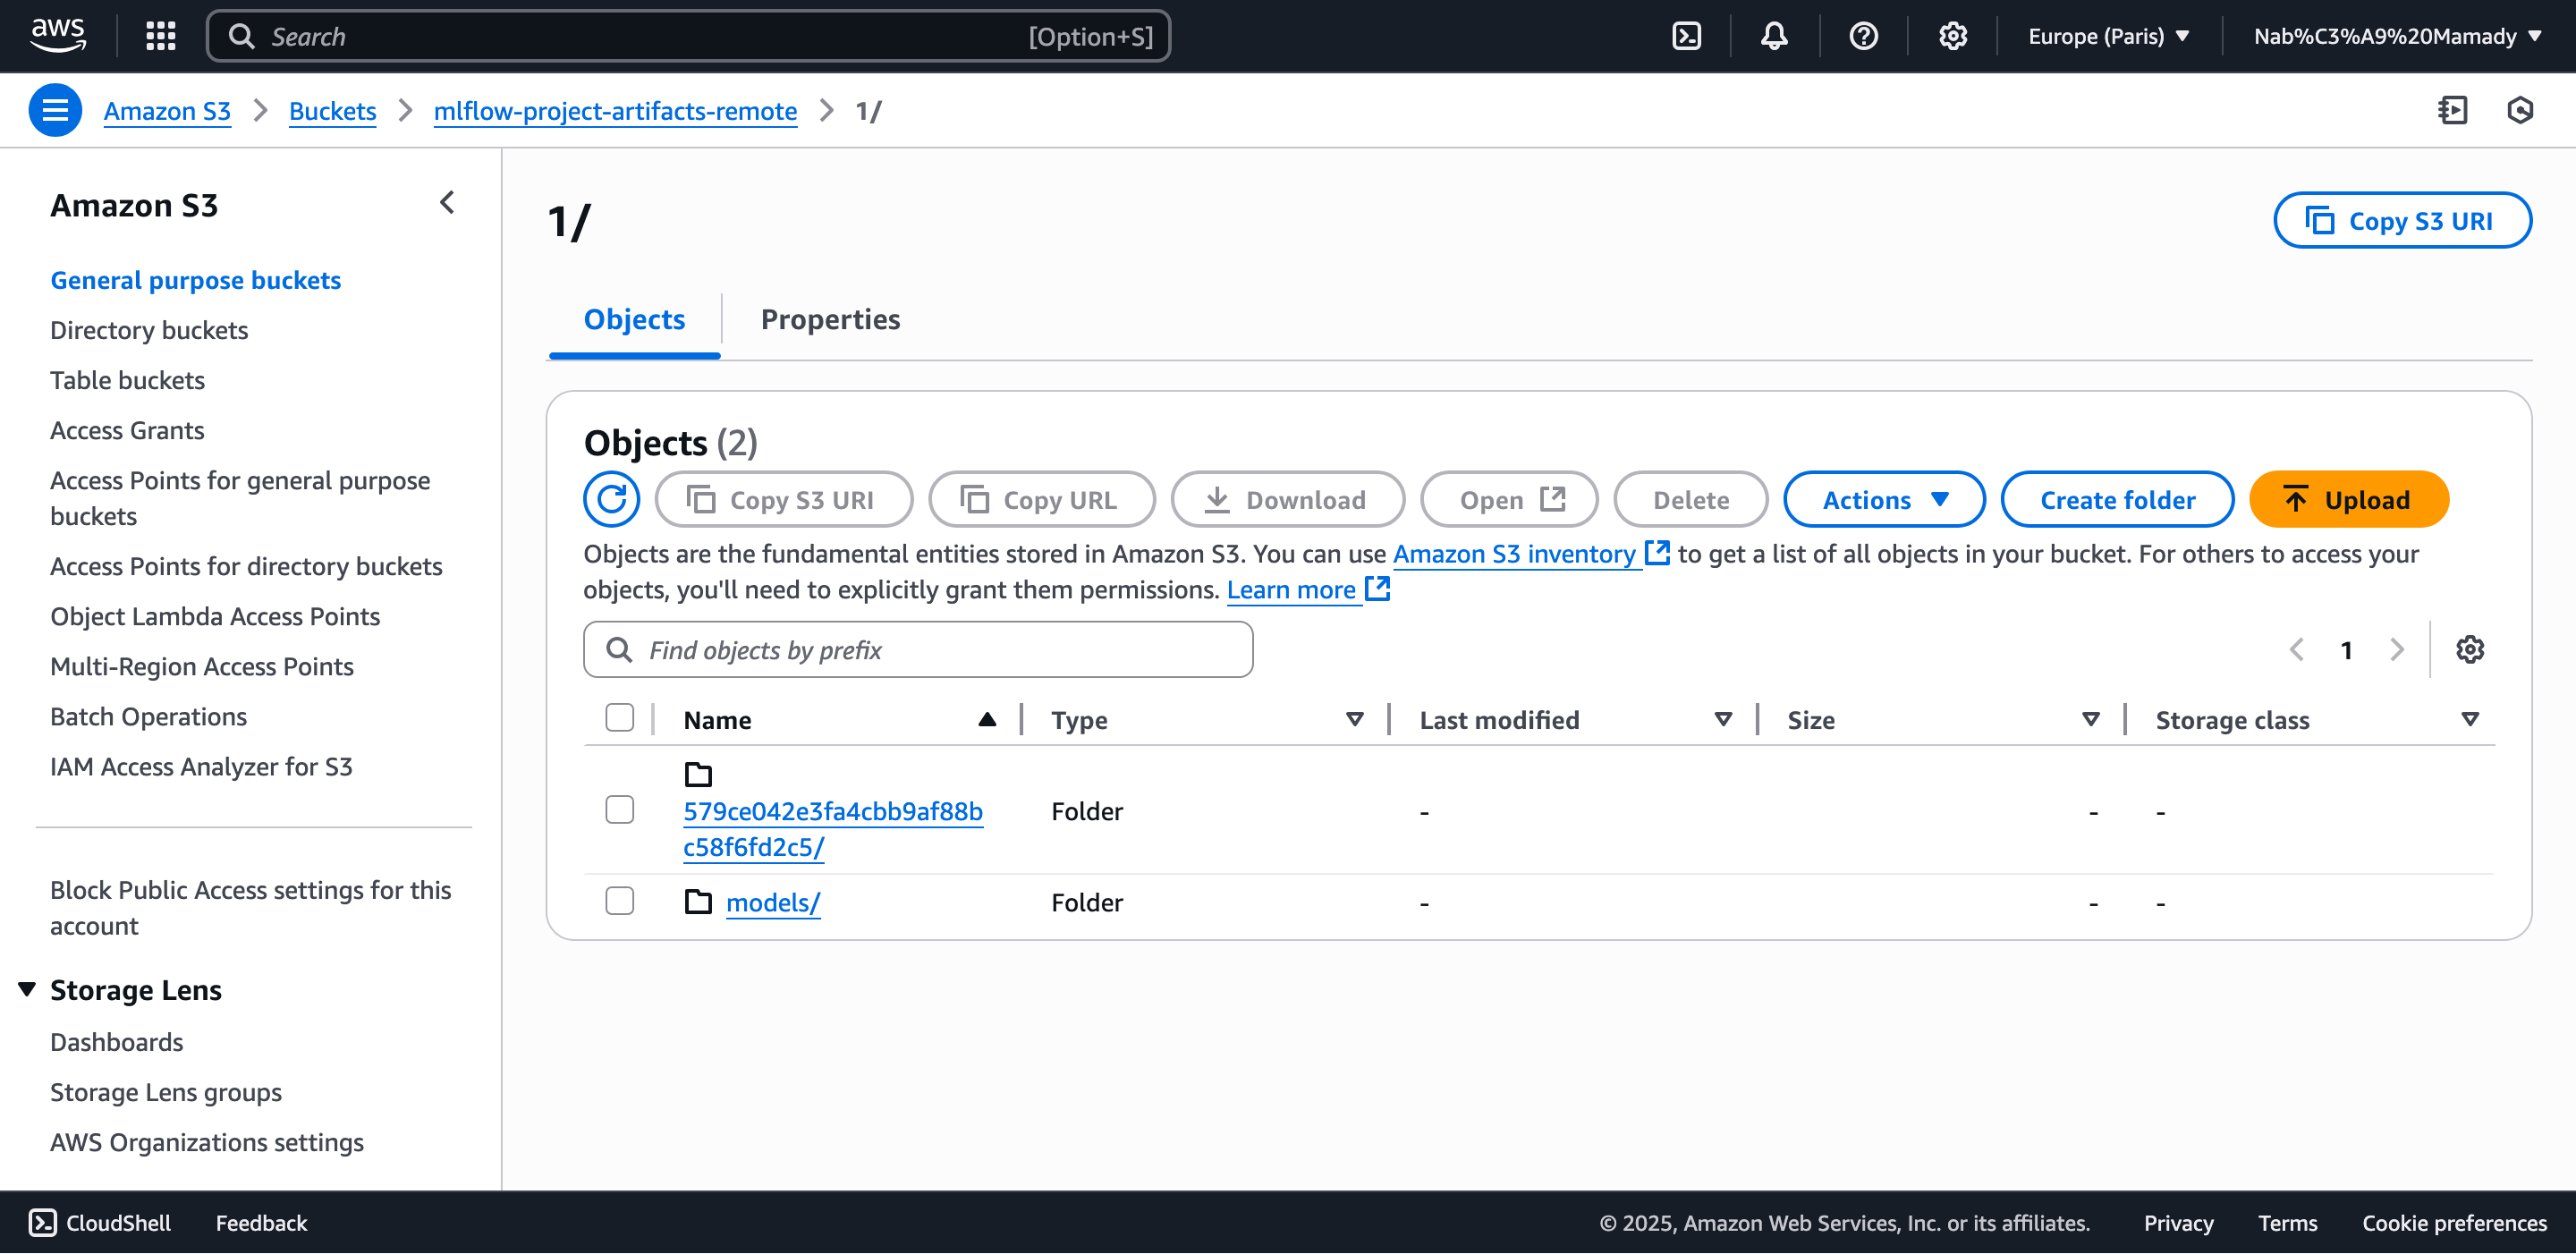 aws
Search [Option+S]
Europe (Paris)
Nab%C3%A9%20Mamady
Amazon S3
Buckets
mlflow-project-artifacts-remote
1/
Amazon S3
General purpose buckets
Directory buckets
Table buckets
Access Grants
Access Points for general purpose
buckets
Access Points for directory buckets
Object Lambda Access Points
Multi-Region Access Points
Batch Operations
IAM Access Analyzer for S3
Block Public Access settings for this
account
Storage Lens
Dashboards
Storage Lens groups
AWS Organizations settings
1/
Copy S3 URI
Objects
Properties
Objects (2)
Copy S3 URI
Copy URL
Download
Open
Delete
Actions
Create folder
Upload
Objects are the fundamental entities stored in Amazon S3. You can use Amazon S3 inventory to get a list of all objects in your bucket. For others to access your
objects, you'll need to explicitly grant them permissions. Learn more
Find objects by prefix
1
Name Type Last modified Size Storage class
579ce042e3fa4cbb9af88b
c58f6fd2c5/
Folder - - -
models/ Folder - - -
CloudShell
Feedback
© 2025, Amazon Web Services, Inc. or its affiliates.
Privacy
Terms
Cookie preferences